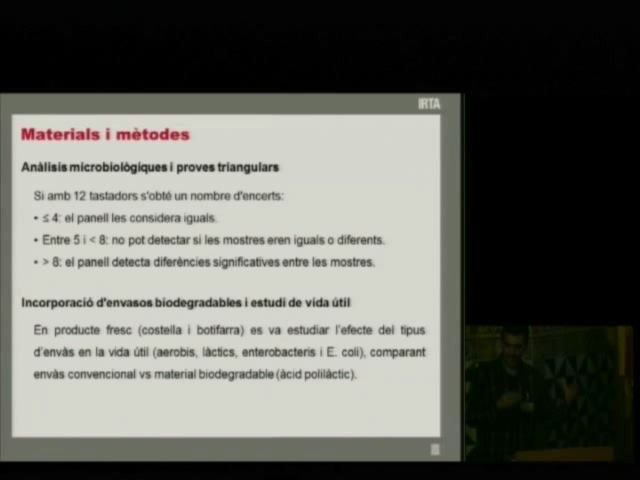 IRTA
Materials i mètodes
Anàlisis microbiològiques i proves triangulars
Si amb 12 tastadors s'obté un nombre d'encerts:
• ≤ 4: el panell les considera iguals.
• Entre 5 i < 8: no pot detectar si les mostres eren iguals o diferents.
• > 8: el panell detecta diferències significatives entre les mostres.
Incorporació d'envasos biodegradables i estudi de vida útil
En producte fresc (costella i botifarra) es va estudiar l'efecte del tipus
d'envàs en la vida útil (aerobis, làctics, enterobacteris i E. coli), comparant
envàs convencional vs material biodegradable (àcid polilàctic).